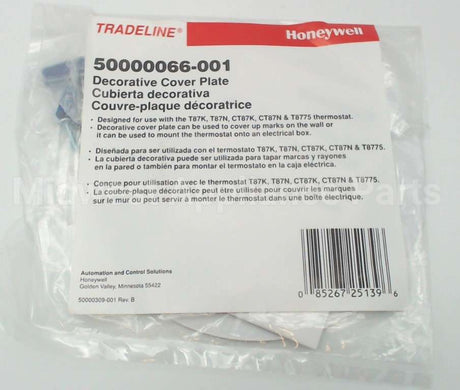 TRADELINE®
Honeywell
50000066-001
Decorative Cover Plate
Cubierta decorativa
Couvre-plaque décoratrice
• Designed for use with the T87K, T87N, CT87K, CT87N & T8775 thermostat.
• Decorative cover plate can be used to cover up marks on the wall or
it can be used to mount the thermostat onto an electrical box.
• Diseñada para ser utilizada con el termostato T87K, T87N, CT87K, CT87N & T8775.
• La cubierta decorativa puede ser utilizada para tapar marcas y rayones
en la pared o también para montar el termostato en la caja eléctrica.
• Conçue pour utilization avec le thermostat T87K, T87N, CT87K, CT87N & T8775.
• La coubre-plaque décoratrice peut être utilisée pour couvrir les marques
sur le mur ou peut servir à monter le thermostat dans une boîte électrique.
Automation and Control Solutions
Honeywell
Golden Valley, Minnesota 55422
50000309-001 Rev. B
0 85267 25139 6